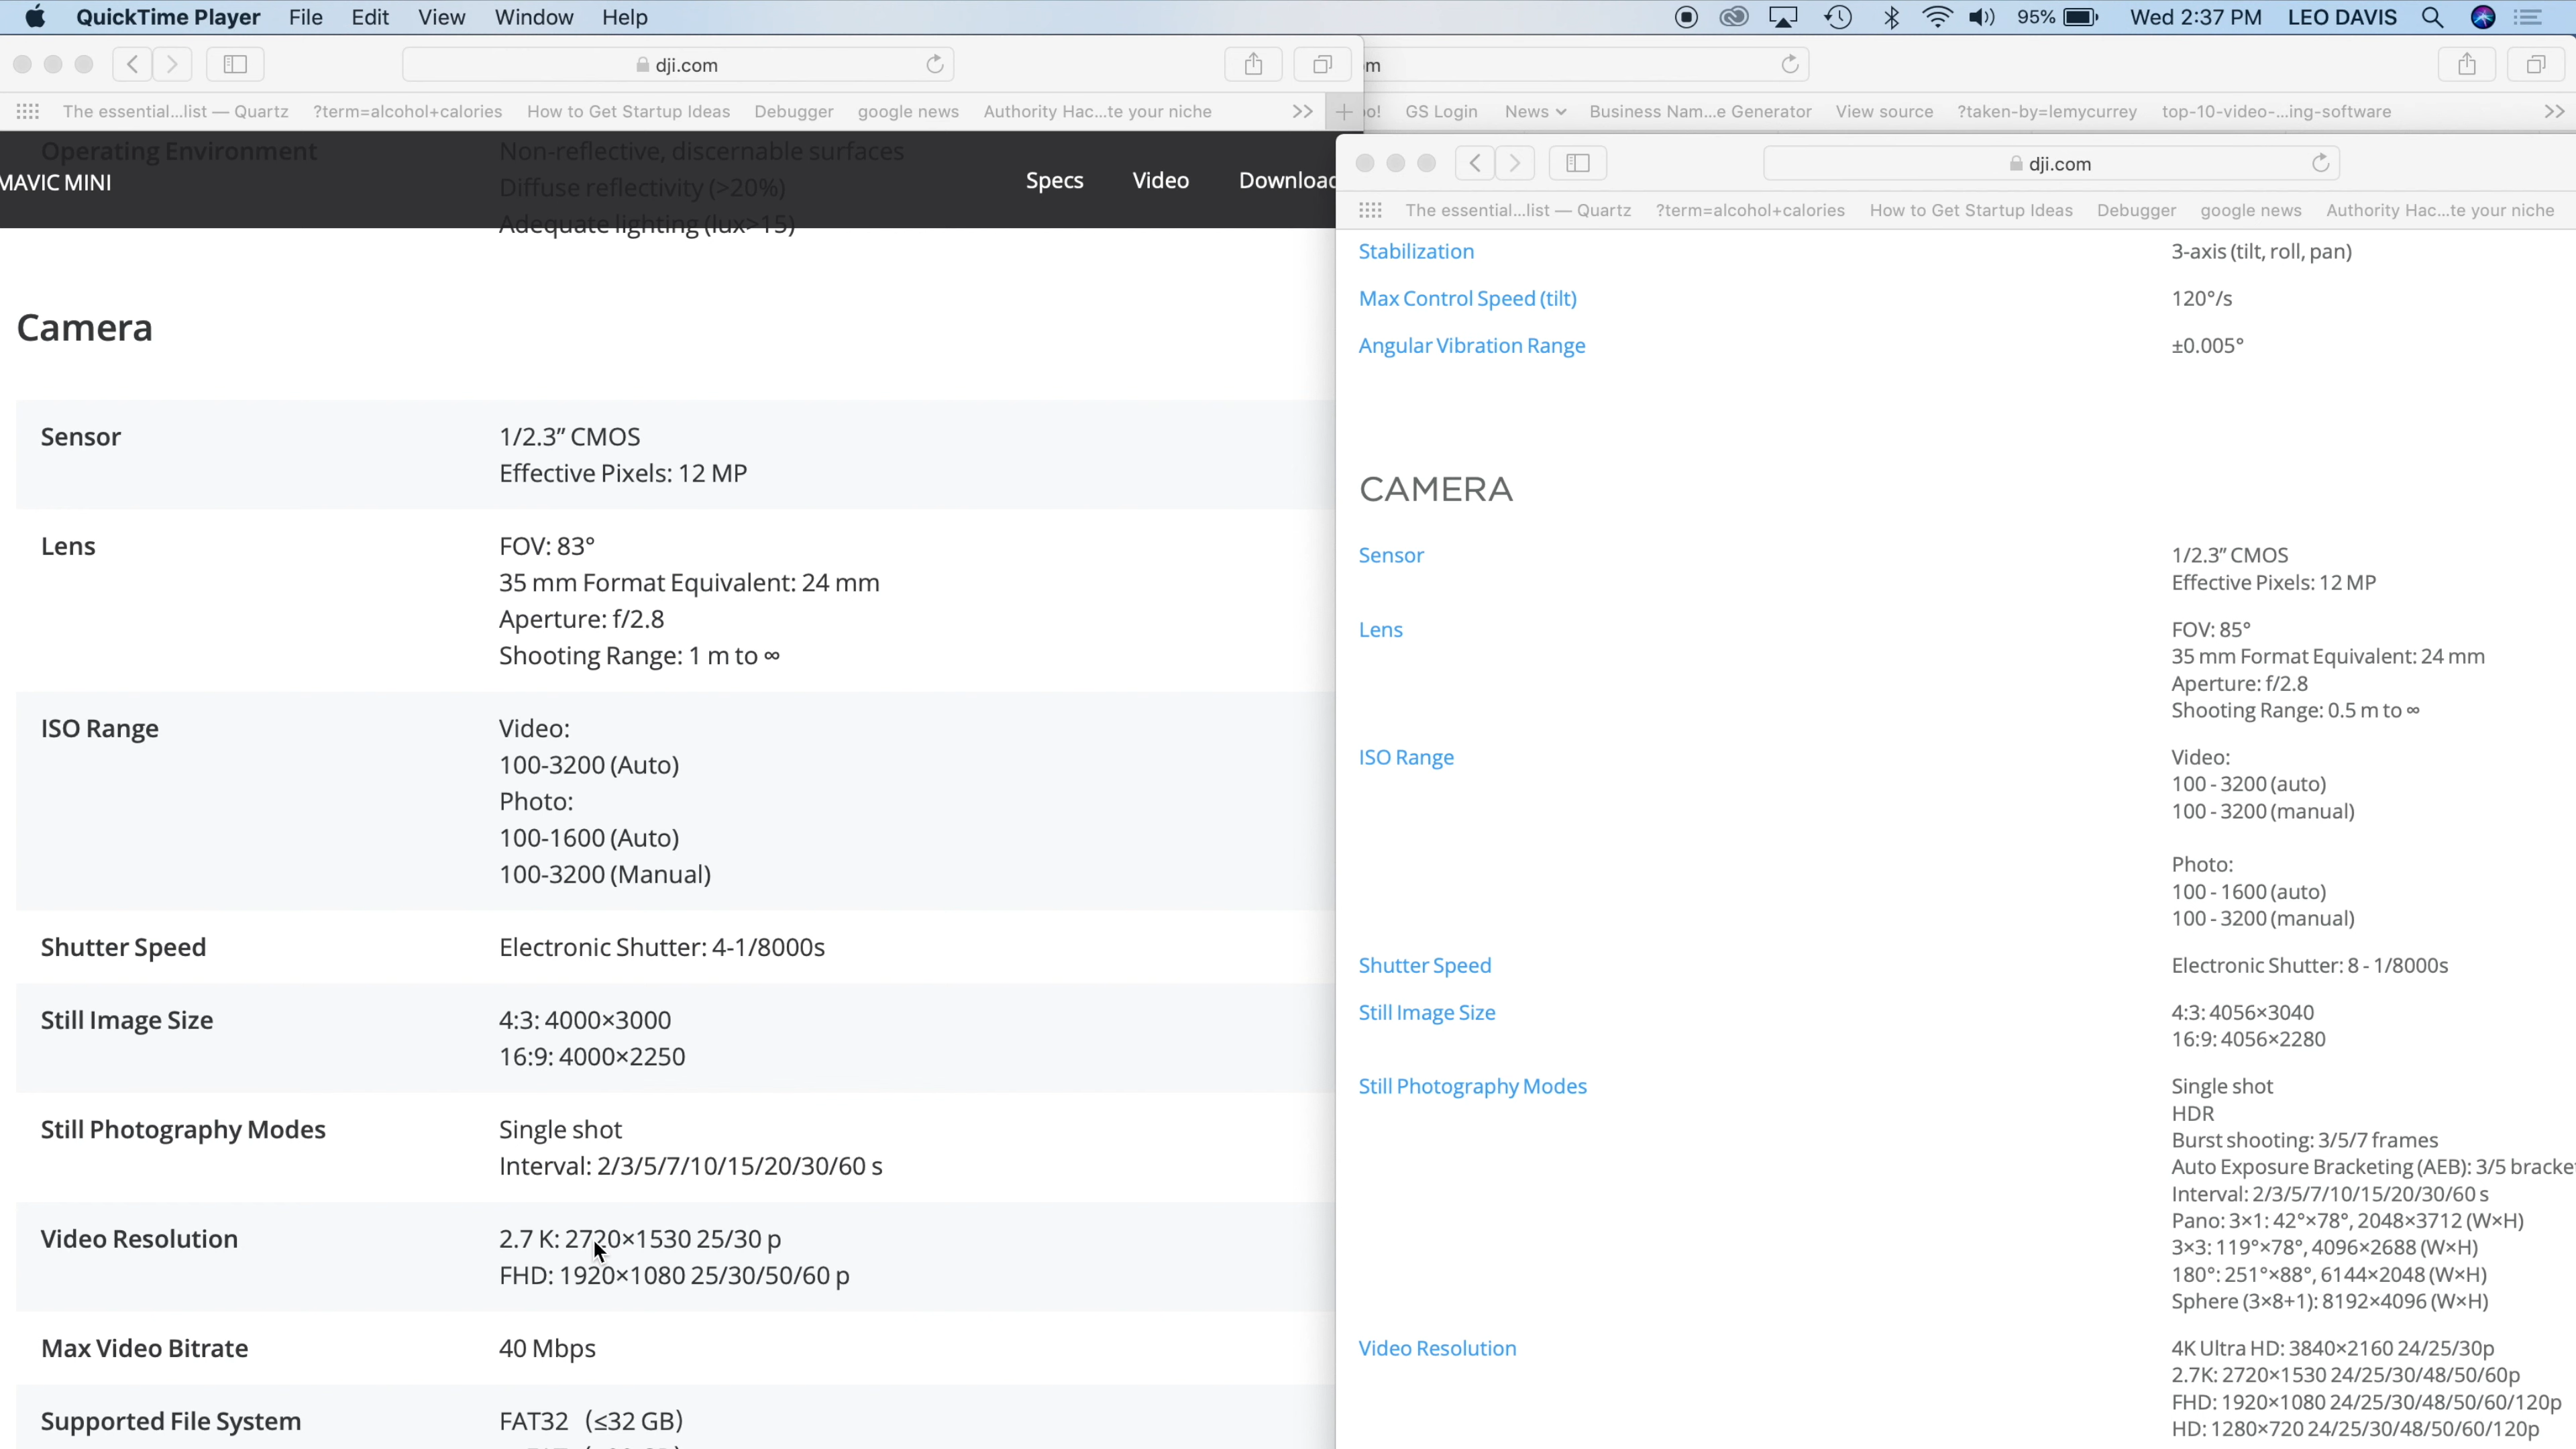 QuickTime Player File Edit View Window Help
95% Wed 2:37 PM LEO DAVIS
dji.com
The essential...list — Quartz ?term=alcohol+calories How to Get Startup Ideas Debugger google news Authority Hac...te your niche
Operating Environment
Non-reflective, discernable surfaces
Diffuse reflectivity (>20%)
Adequate lighting (lux>15)
MAVIC MINI
Specs Video Download
Camera
Sensor
1/2.3” CMOS
Effective Pixels: 12 MP
Lens
FOV: 83°
35 mm Format Equivalent: 24 mm
Aperture: f/2.8
Shooting Range: 1 m to ∞
ISO Range
Video:
100-3200 (Auto)
Photo:
100-1600 (Auto)
100-3200 (Manual)
Shutter Speed
Electronic Shutter: 4-1/8000s
Still Image Size
4:3: 4000×3000
16:9: 4000×2250
Still Photography Modes
Single shot
Interval: 2/3/5/7/10/15/20/30/60 s
Video Resolution
2.7 K: 2720×1530 25/30 p
FHD: 1920×1080 25/30/50/60 p
Max Video Bitrate
40 Mbps
Supported File System
FAT32 (≤32 GB)
m
oo! GS Login News Business Nam...e Generator View source ?taken-by=lemycurrey top-10-video-...ing-software
dji.com
The essential...list — Quartz ?term=alcohol+calories How to Get Startup Ideas Debugger google news Authority Hac...te your niche
Stabilization
3-axis (tilt, roll, pan)
Max Control Speed (tilt)
120°/s
Angular Vibration Range
±0.005°
CAMERA
Sensor
1/2.3” CMOS
Effective Pixels: 12 MP
Lens
FOV: 85°
35 mm Format Equivalent: 24 mm
Aperture: f/2.8
Shooting Range: 0.5 m to ∞
ISO Range
Video:
100 - 3200 (auto)
100 - 3200 (manual)
Photo:
100 - 1600 (auto)
100 - 3200 (manual)
Shutter Speed
Electronic Shutter: 8 - 1/8000s
Still Image Size
4:3: 4056×3040
16:9: 4056×2280
Still Photography Modes
Single shot
HDR
Burst shooting: 3/5/7 frames
Auto Exposure Bracketing (AEB): 3/5 bracke
Interval: 2/3/5/7/10/15/20/30/60 s
Pano: 3×1: 42°×78°, 2048×3712 (W×H)
3×3: 119°×78°, 4096×2688 (W×H)
180°: 251°×88°, 6144×2048 (W×H)
Sphere (3×8+1): 8192×4096 (W×H)
Video Resolution
4K Ultra HD: 3840×2160 24/25/30p
2.7K: 2720×1530 24/25/30/48/50/60p
FHD: 1920×1080 24/25/30/48/50/60/120p
HD: 1280×720 24/25/30/48/50/60/120p